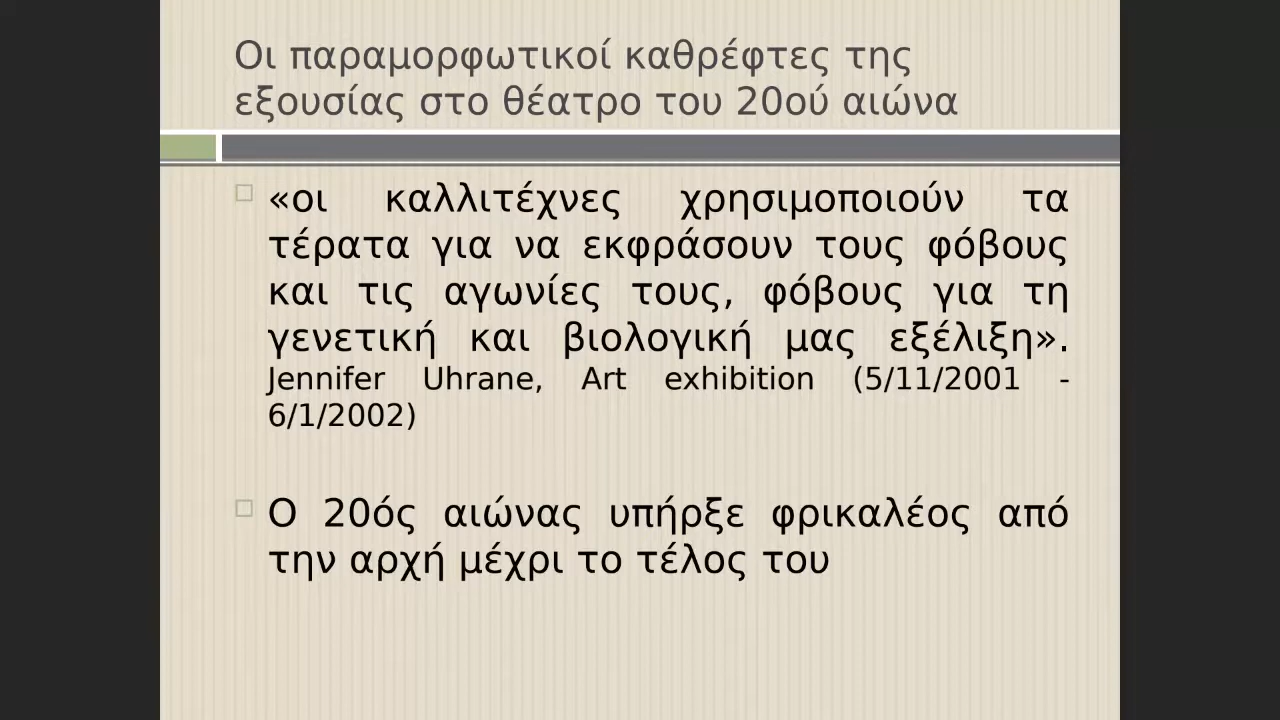 Οι παραμορφωτικοί καθρέφτες της
εξουσίας στο θέατρο του 20ού αιώνα
«οι καλλιτέχνες χρησιμοποιούν τα
τέρατα για να εκφράσουν τους φόβους
και τις αγωνίες τους, φόβους για τη
γενετική και βιολογική μας εξέλιξη».
Jennifer Uhrane, Art exhibition (5/11/2001 -
6/1/2002)
Ο 20ός αιώνας υπήρξε φρικαλέος από
την αρχή μέχρι το τέλος του